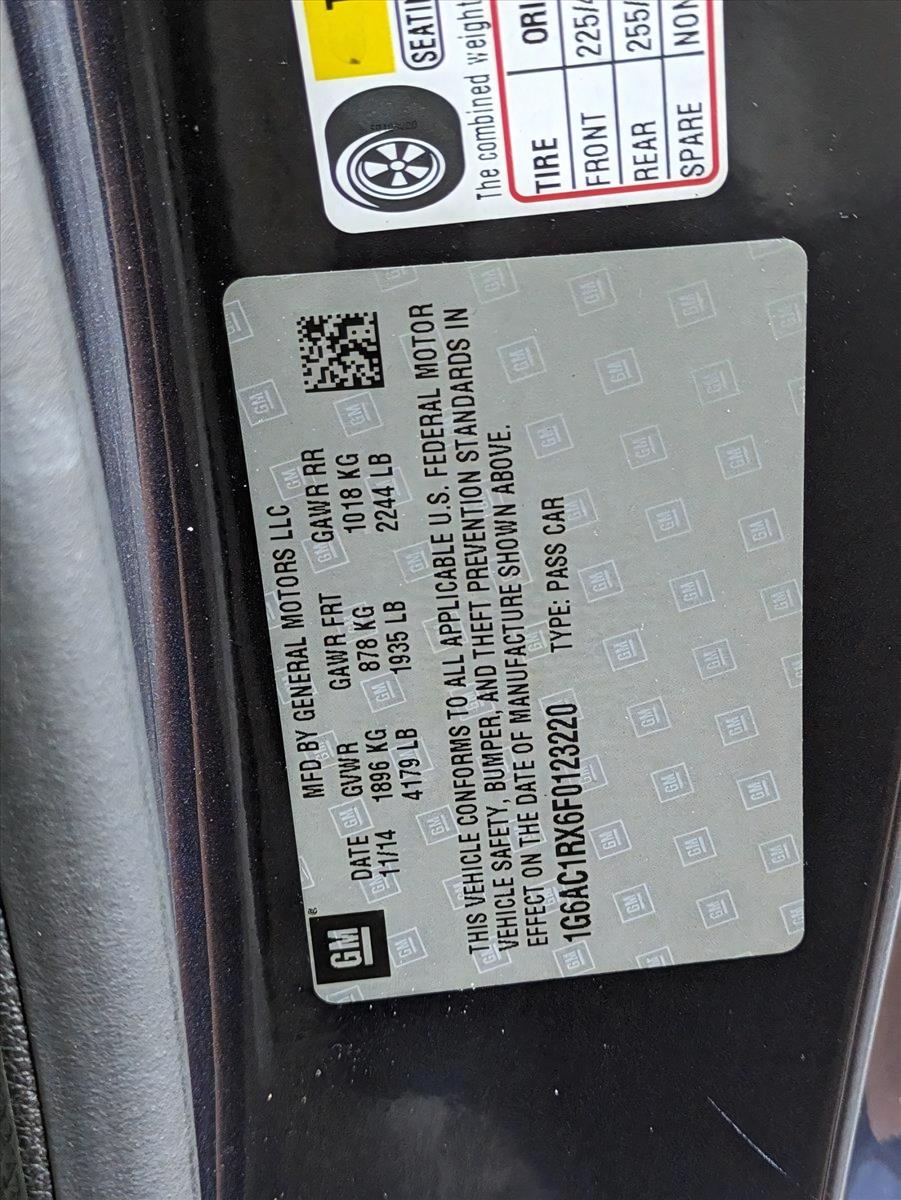 MFD BY GENERAL MOTORS LLC
DATE GVWR GAWR FRT GAWR RR
11/14 1896 KG 878 KG 1018 KG
4179 LB 1935 LB 2244 LB
GM
THIS VEHICLE CONFORMS TO ALL APPLICABLE U.S. FEDERAL MOTOR
VEHICLE SAFETY, BUMPER, AND THEFT PREVENTION STANDARDS IN
EFFECT ON THE DATE OF MANUFACTURE SHOWN ABOVE.
1G6AC1RX6F0123220 TYPE: PASS CAR
The combined weight
TIRE
FRONT 225/
REAR 255/
SPARE